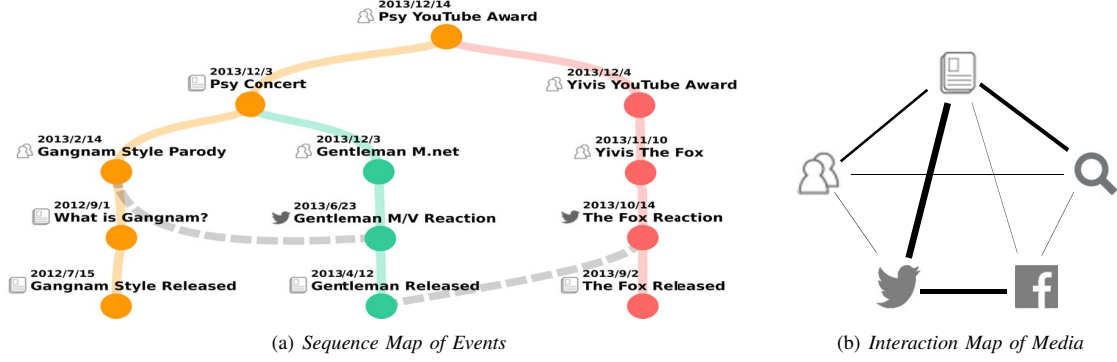 2013/12/14
Psy YouTube Award
2013/12/3
Psy Concert
2013/12/4
Yivis YouTube Award
2013/2/14
Gangnam Style Parody
2013/12/3
Gentleman M.net
2013/11/10
Yivis The Fox
2012/9/1
What is Gangnam?
2013/6/23
Gentleman M/V Reaction
2013/10/14
The Fox Reaction
2012/7/15
Gangnam Style Released
2013/4/12
Gentleman Released
2013/9/2
The Fox Released
(a) Sequence Map of Events
(b) Interaction Map of Media